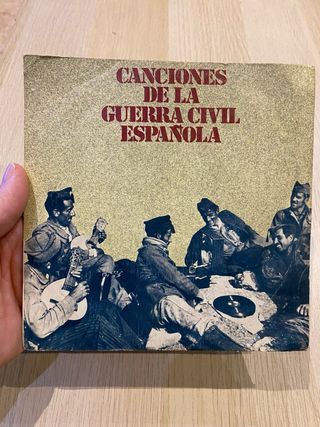 CANCIONES
DE LA
GUERRA CIVIL
ESPAÑOLA